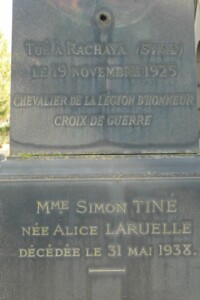 TUÉ A RACHAYA (SYRIE)
LE 19 NOVEMBRE 1925
CHEVALIER DE LA LÉGION D'HONNEUR
CROIX DE GUERRE
MME SIMON TINÉ
NÉE ALICE LARUELLE
DÉCÉDÉE LE 31 MAI 1938.